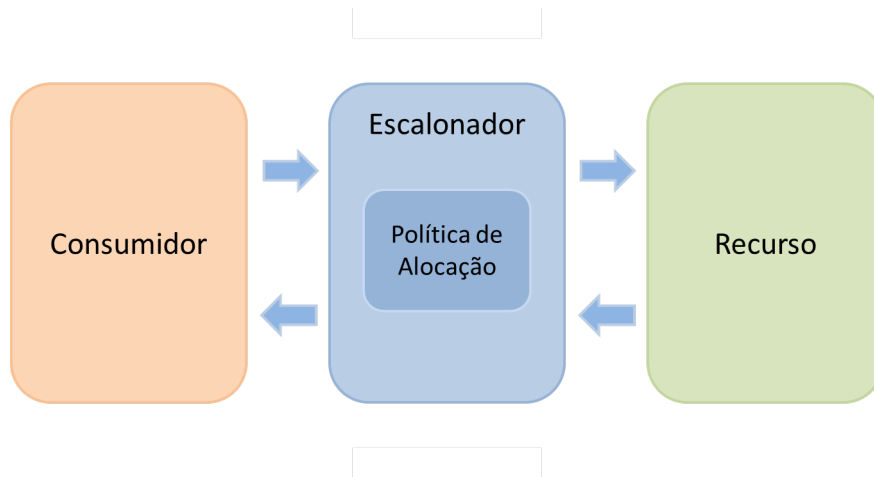 Consumidor
Escalonador
Política de
Alocação
Recurso